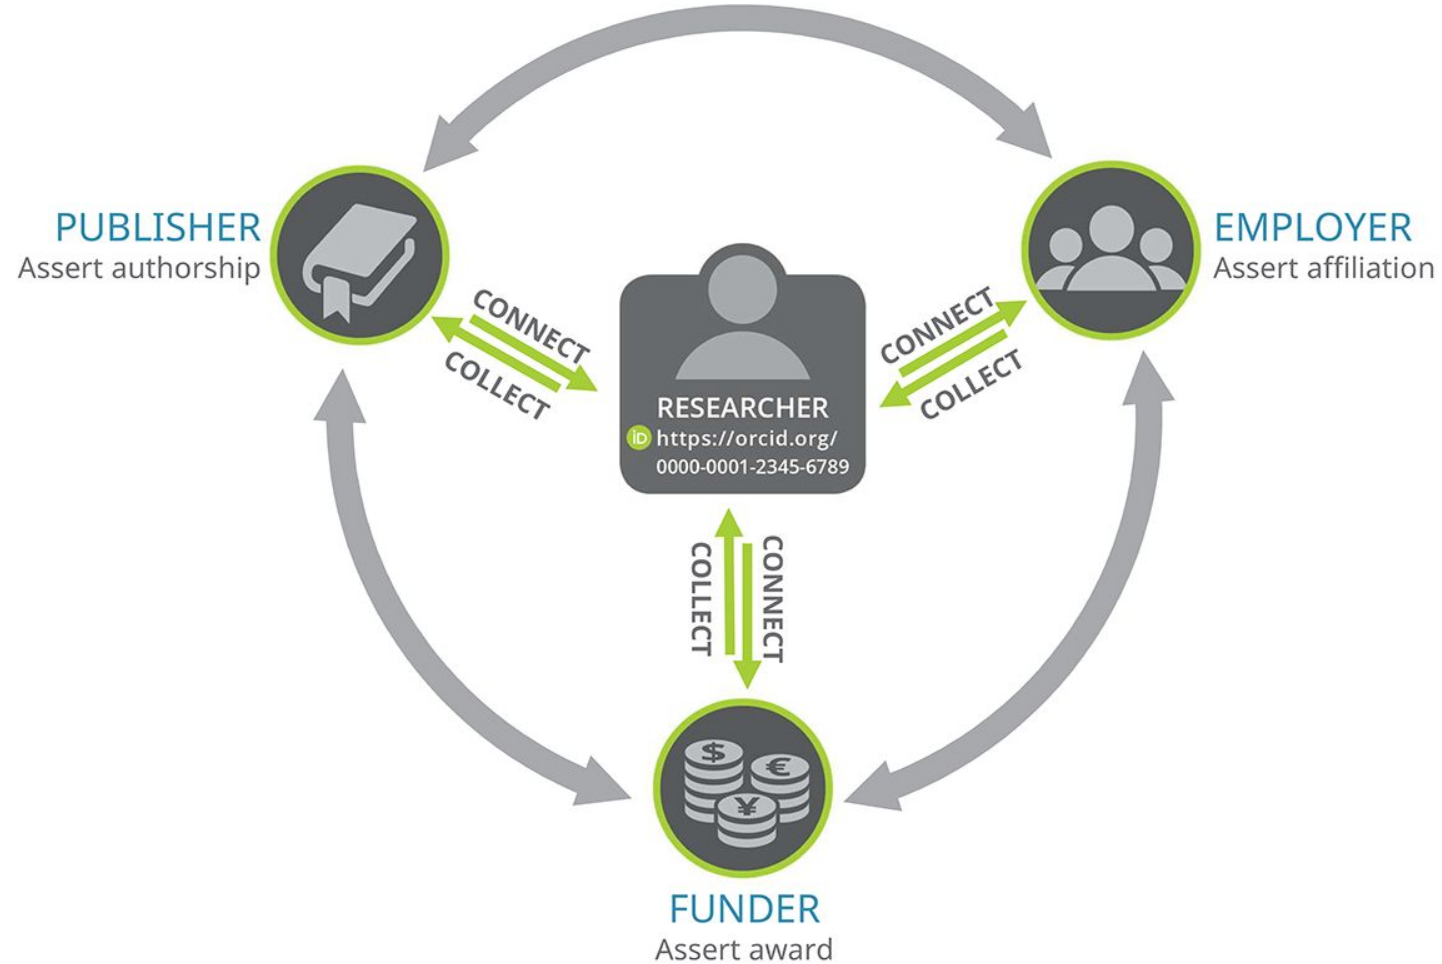 PUBLISHER
Assert authorship
EMPLOYER
Assert affiliation
CONNECT
COLLECT
CONNECT
COLLECT
RESEARCHER
iD https://orcid.org/
0000-0001-2345-6789
COLLECT
CONNECT
$
€
¥
FUNDER
Assert award